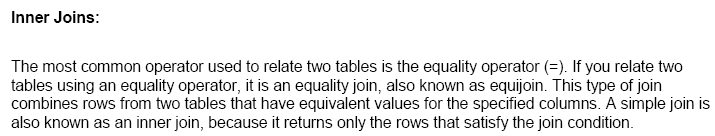 Inner Joins:
The most common operator used to relate two tables is the equality operator (=). If you relate two
tables using an equality operator, it is an equality join, also known as equijoin. This type of join
combines rows from two tables that have equivalent values for the specified columns. A simple join is
also known as an inner join, because it returns only the rows that satisfy the join condition.